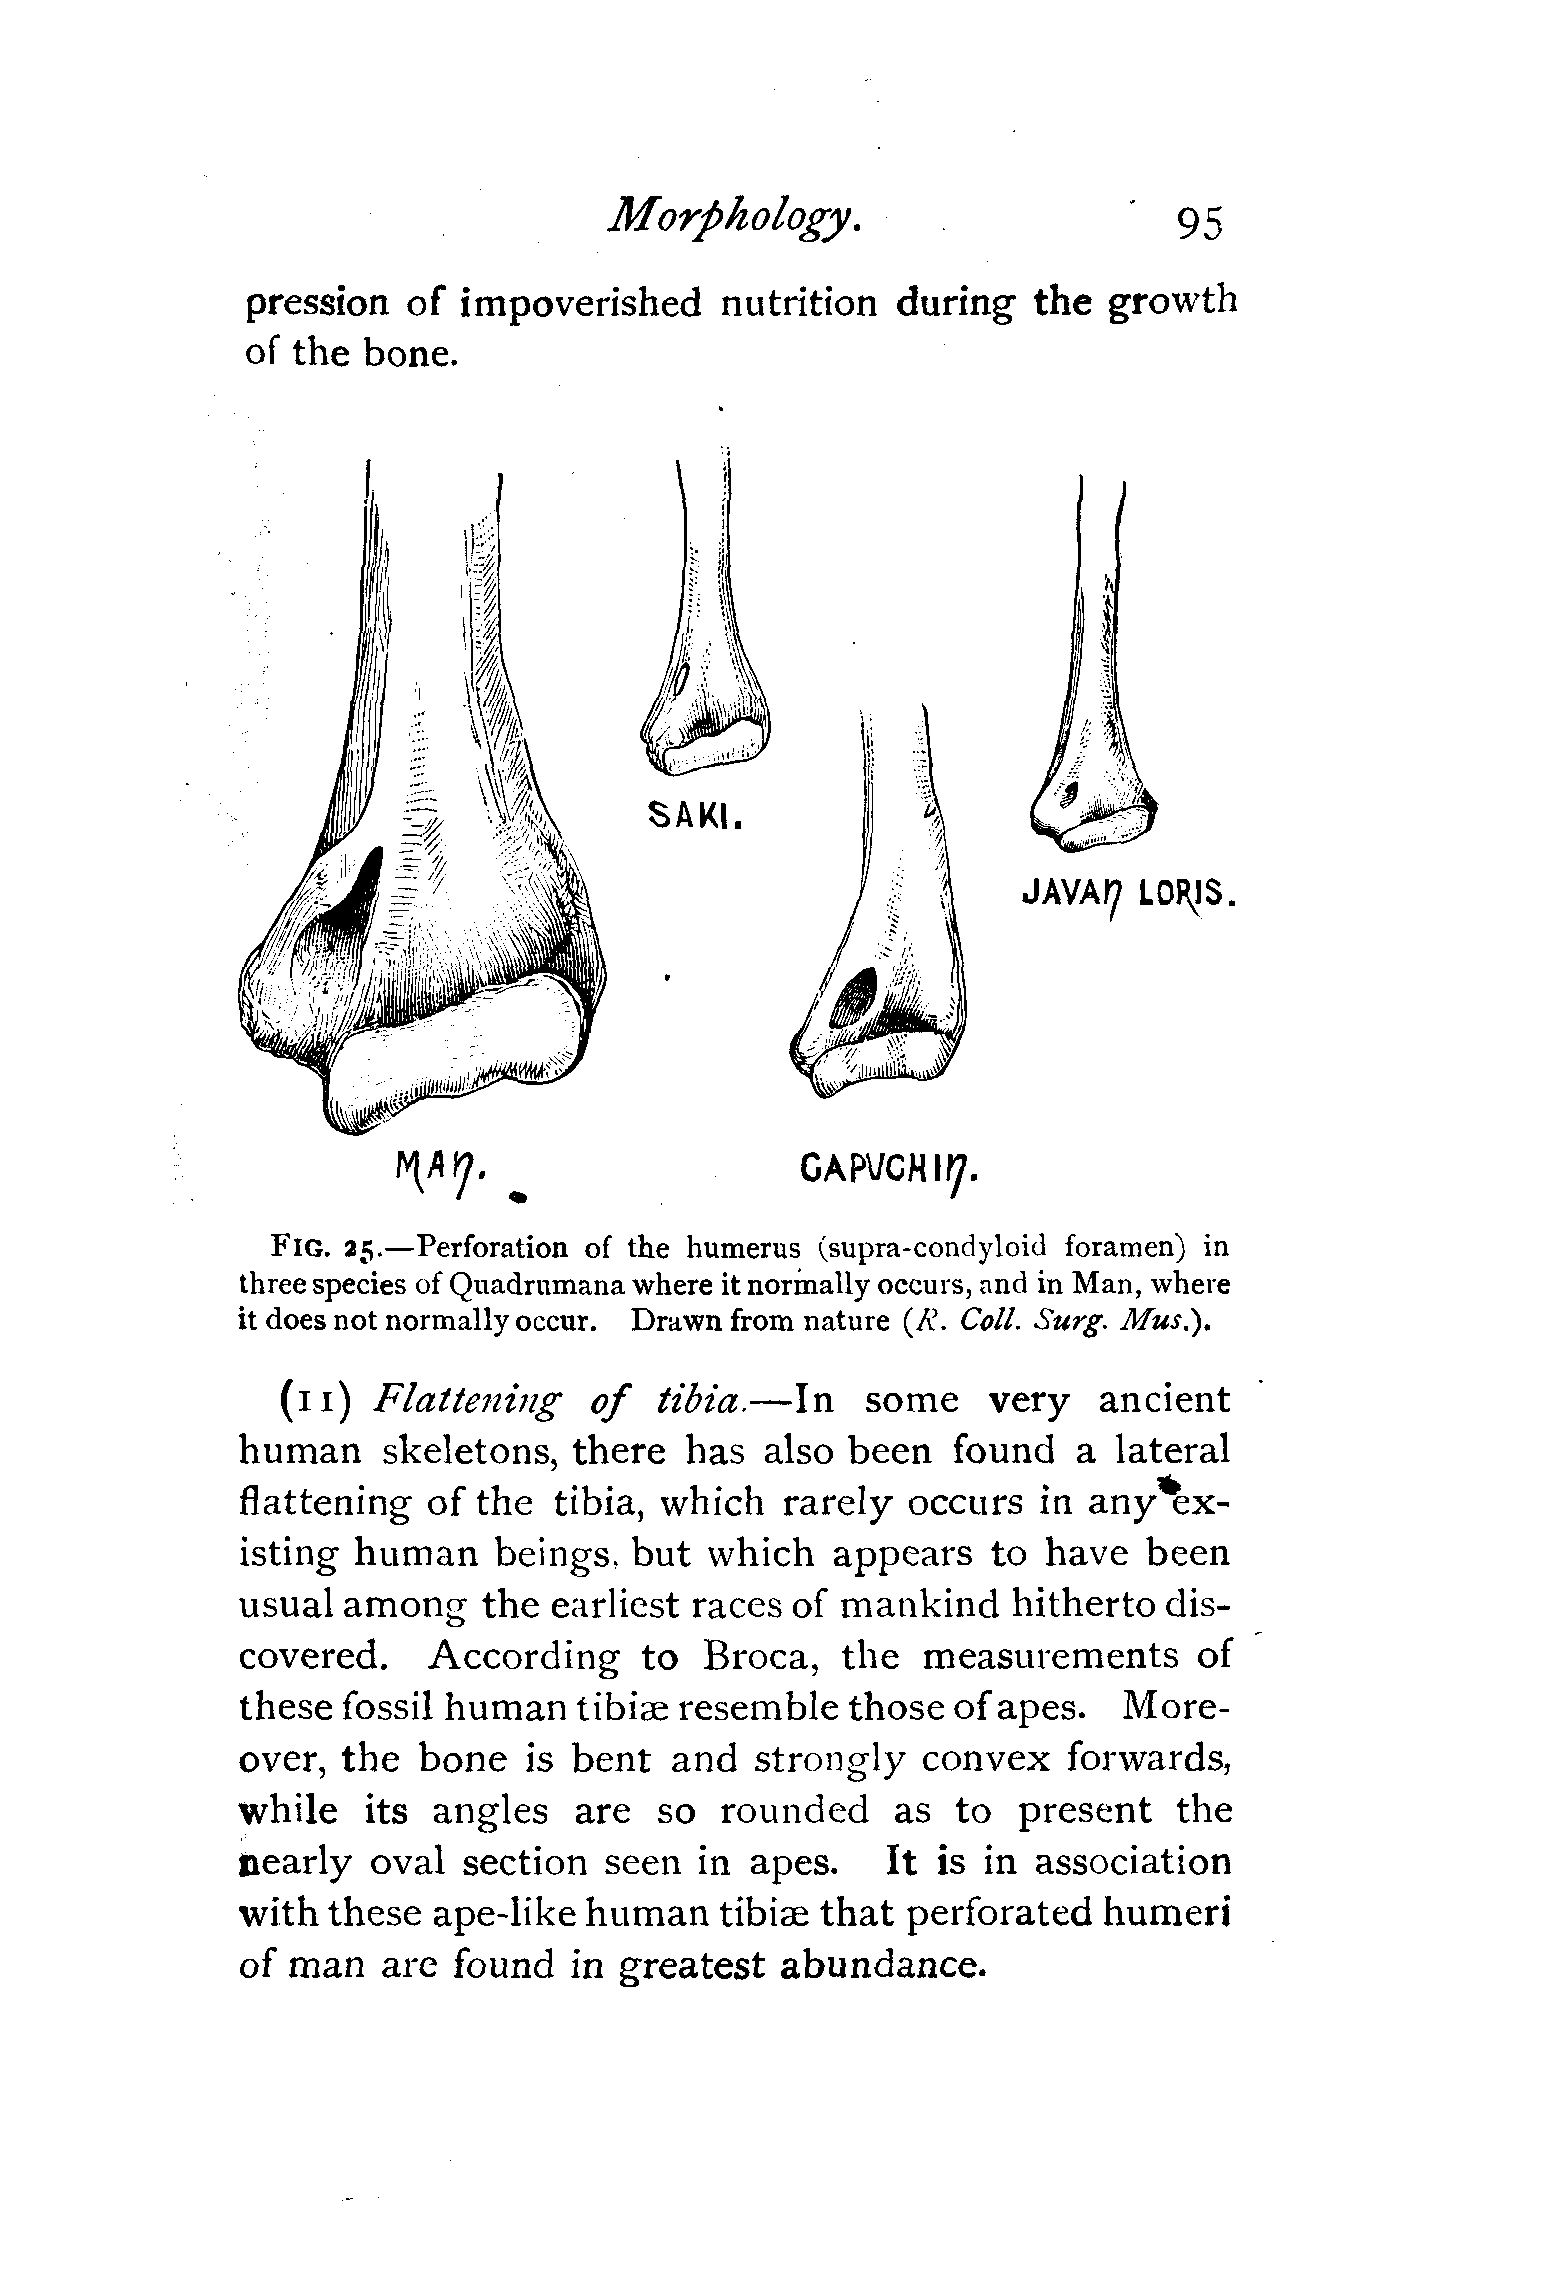 Morphology. 95
pression of impoverished nutrition during the growth
of the bone.
SAKI.
JAVAN LORIS.
MAN.
CAPUCHIN.
FIG. 25.—Perforation of the humerus (supra-condyloid foramen) in
three species of Quadrumana where it normally occurs, and in Man, where
it does not normally occur. Drawn from nature (R. Coll. Surg. Mus.).
(11) Flattening of tibia.—In some very ancient
human skeletons, there has also been found a lateral
flattening of the tibia, which rarely occurs in any ex-
isting human beings, but which appears to have been
usual among the earliest races of mankind hitherto dis-
covered. According to Broca, the measurements of
these fossil human tibiæ resemble those of apes. More-
over, the bone is bent and strongly convex forwards,
while its angles are so rounded as to present the
nearly oval section seen in apes. It is in association
with these ape-like human tibiæ that perforated humeri
of man are found in greatest abundance.